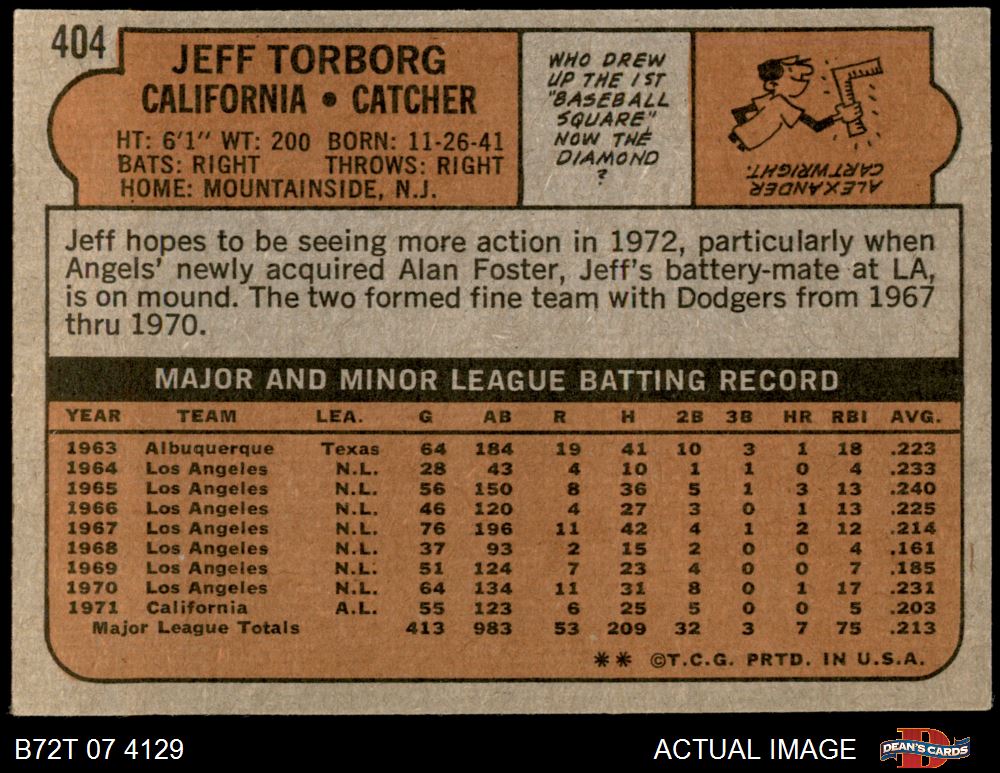 404
JEFF TORBORG
CALIFORNIA • CATCHER
HT: 6'1" WT: 200 BORN: 11-26-41
BATS: RIGHT THROWS: RIGHT
HOME: MOUNTAINSIDE, N.J.
WHO DREW
UP THE 1ST
"BASEBALL
SQUARE"
NOW THE
DIAMOND
?
ALEXANDER
CARTWRIGHT.
Jeff hopes to be seeing more action in 1972, particularly when
Angels' newly acquired Alan Foster, Jeff's battery-mate at LA,
is on mound. The two formed fine team with Dodgers from 1967
thru 1970.
MAJOR AND MINOR LEAGUE BATTING RECORD
YEAR TEAM LEA. G AB R H 2B 3B HR RBI AVG.
1963 Albuquerque Texas 64 184 19 41 10 3 1 18 .223
1964 Los Angeles N.L. 28 43 4 10 1 1 0 4 .233
1965 Los Angeles N.L. 56 150 8 36 5 1 3 13 .240
1966 Los Angeles N.L. 46 120 4 27 3 0 1 13 .225
1967 Los Angeles N.L. 76 196 11 42 4 1 2 12 .214
1968 Los Angeles N.L. 37 93 2 15 2 0 0 4 .161
1969 Los Angeles N.L. 51 124 7 23 4 0 0 7 .185
1970 Los Angeles N.L. 64 134 11 31 8 0 1 17 .231
1971 California A.L. 55 123 6 25 5 0 0 5 .203
Major League Totals 413 983 53 209 32 3 7 75 .213
** ©T.C.G. PRTD. IN U.S.A.
B72T 07 4129 ACTUAL IMAGE DEAN'S CARDS